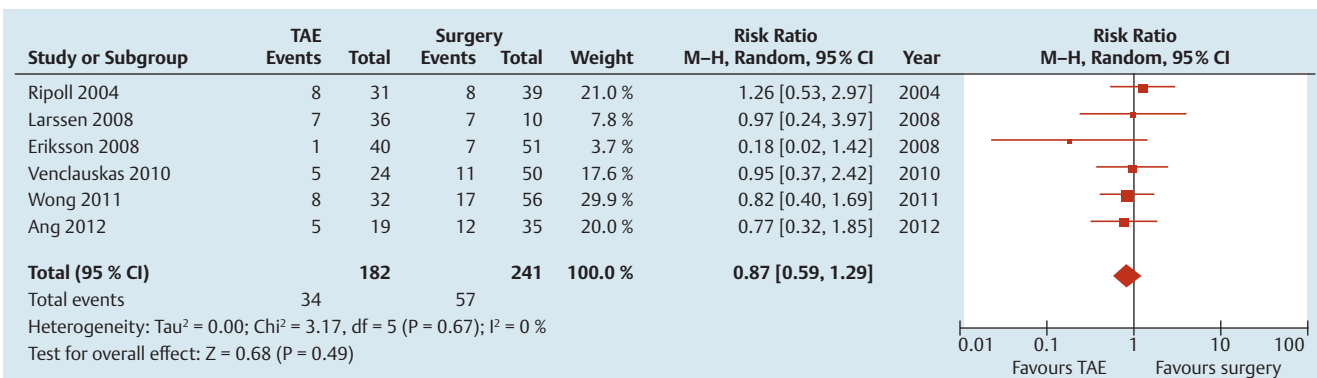 TAE Surgery Risk Ratio Risk Ratio
Study or Subgroup Events Total Events Total Weight M–H, Random, 95% CI Year M–H, Random, 95% CI
Ripoll 2004 8 31 8 39 21.0 % 1.26 [0.53, 2.97] 2004
Larssen 2008 7 36 7 10 7.8 % 0.97 [0.24, 3.97] 2008
Eriksson 2008 1 40 7 51 3.7 % 0.18 [0.02, 1.42] 2008
Venclauskas 2010 5 24 11 50 17.6 % 0.95 [0.37, 2.42] 2010
Wong 2011 8 32 17 56 29.9 % 0.82 [0.40, 1.69] 2011
Ang 2012 5 19 12 35 20.0 % 0.77 [0.32, 1.85] 2012
Total (95 % CI) 182 241 100.0 % 0.87 [0.59, 1.29]
Total events 34 57
Heterogeneity: Tau² = 0.00; Chi² = 3.17, df = 5 (P = 0.67); I² = 0 %
Test for overall effect: Z = 0.68 (P = 0.49)
0.01 0.1 1 10 100
Favours TAE Favours surgery